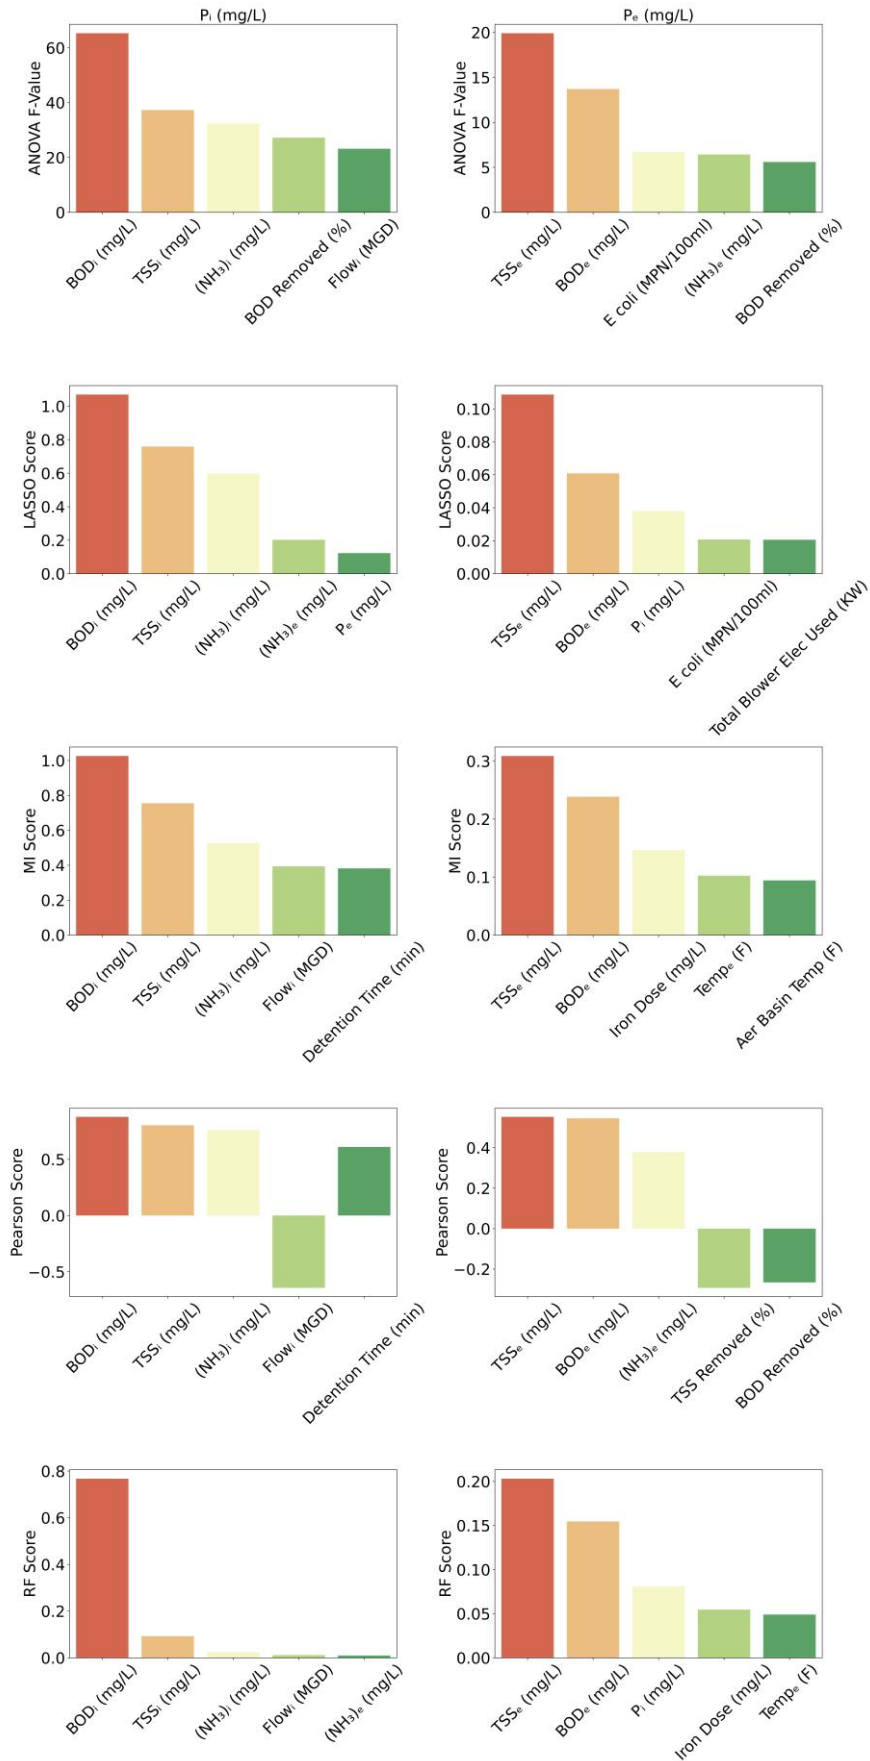 Pᵢ (mg/L)
ANOVA F-Value
60
40
20
0
BODᵢ (mg/L)
TSSᵢ (mg/L)
(NH₃)ᵢ (mg/L)
BOD Removed (%)
Flowᵢ (MGD)
Pₑ (mg/L)
ANOVA F-Value
20
15
10
5
0
TSSₑ (mg/L)
BODₑ (mg/L)
E coli (MPN/100ml)
(NH₃)ₑ (mg/L)
BOD Removed (%)
LASSO Score
1.0
0.8
0.6
0.4
0.2
0.0
BODᵢ (mg/L)
TSSᵢ (mg/L)
(NH₃)ᵢ (mg/L)
(NH₃)ₑ (mg/L)
Pₑ (mg/L)
LASSO Score
0.10
0.08
0.06
0.04
0.02
0.00
TSSₑ (mg/L)
BODₑ (mg/L)
Pᵢ (mg/L)
E coli (MPN/100ml)
Total Blower Elec Used (KW)
MI Score
1.0
0.8
0.6
0.4
0.2
0.0
BODᵢ (mg/L)
TSSᵢ (mg/L)
(NH₃)ᵢ (mg/L)
Flowᵢ (MGD)
Detention Time (min)
MI Score
0.3
0.2
0.1
0.0
TSSₑ (mg/L)
BODₑ (mg/L)
Iron Dose (mg/L)
Tempₑ (F)
Aer Basin Temp (F)
Pearson Score
0.5
0.0
−0.5
BODᵢ (mg/L)
TSSᵢ (mg/L)
(NH₃)ᵢ (mg/L)
Flowᵢ (MGD)
Detention Time (min)
Pearson Score
0.4
0.2
0.0
−0.2
TSSₑ (mg/L)
BODₑ (mg/L)
(NH₃)ₑ (mg/L)
TSS Removed (%)
BOD Removed (%)
RF Score
0.8
0.6
0.4
0.2
0.0
BODᵢ (mg/L)
TSSᵢ (mg/L)
(NH₃)ᵢ (mg/L)
Flowᵢ (MGD)
(NH₃)ₑ (mg/L)
RF Score
0.20
0.15
0.10
0.05
0.00
TSSₑ (mg/L)
BODₑ (mg/L)
Pᵢ (mg/L)
Iron Dose (mg/L)
Tempₑ (F)